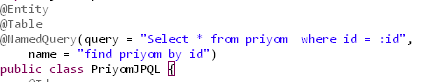 @Entity
@Table
@NamedQuery(query = "Select * from priyom  where id = :id",
    name = "find priyom by id")
public class PriyomJPQL {